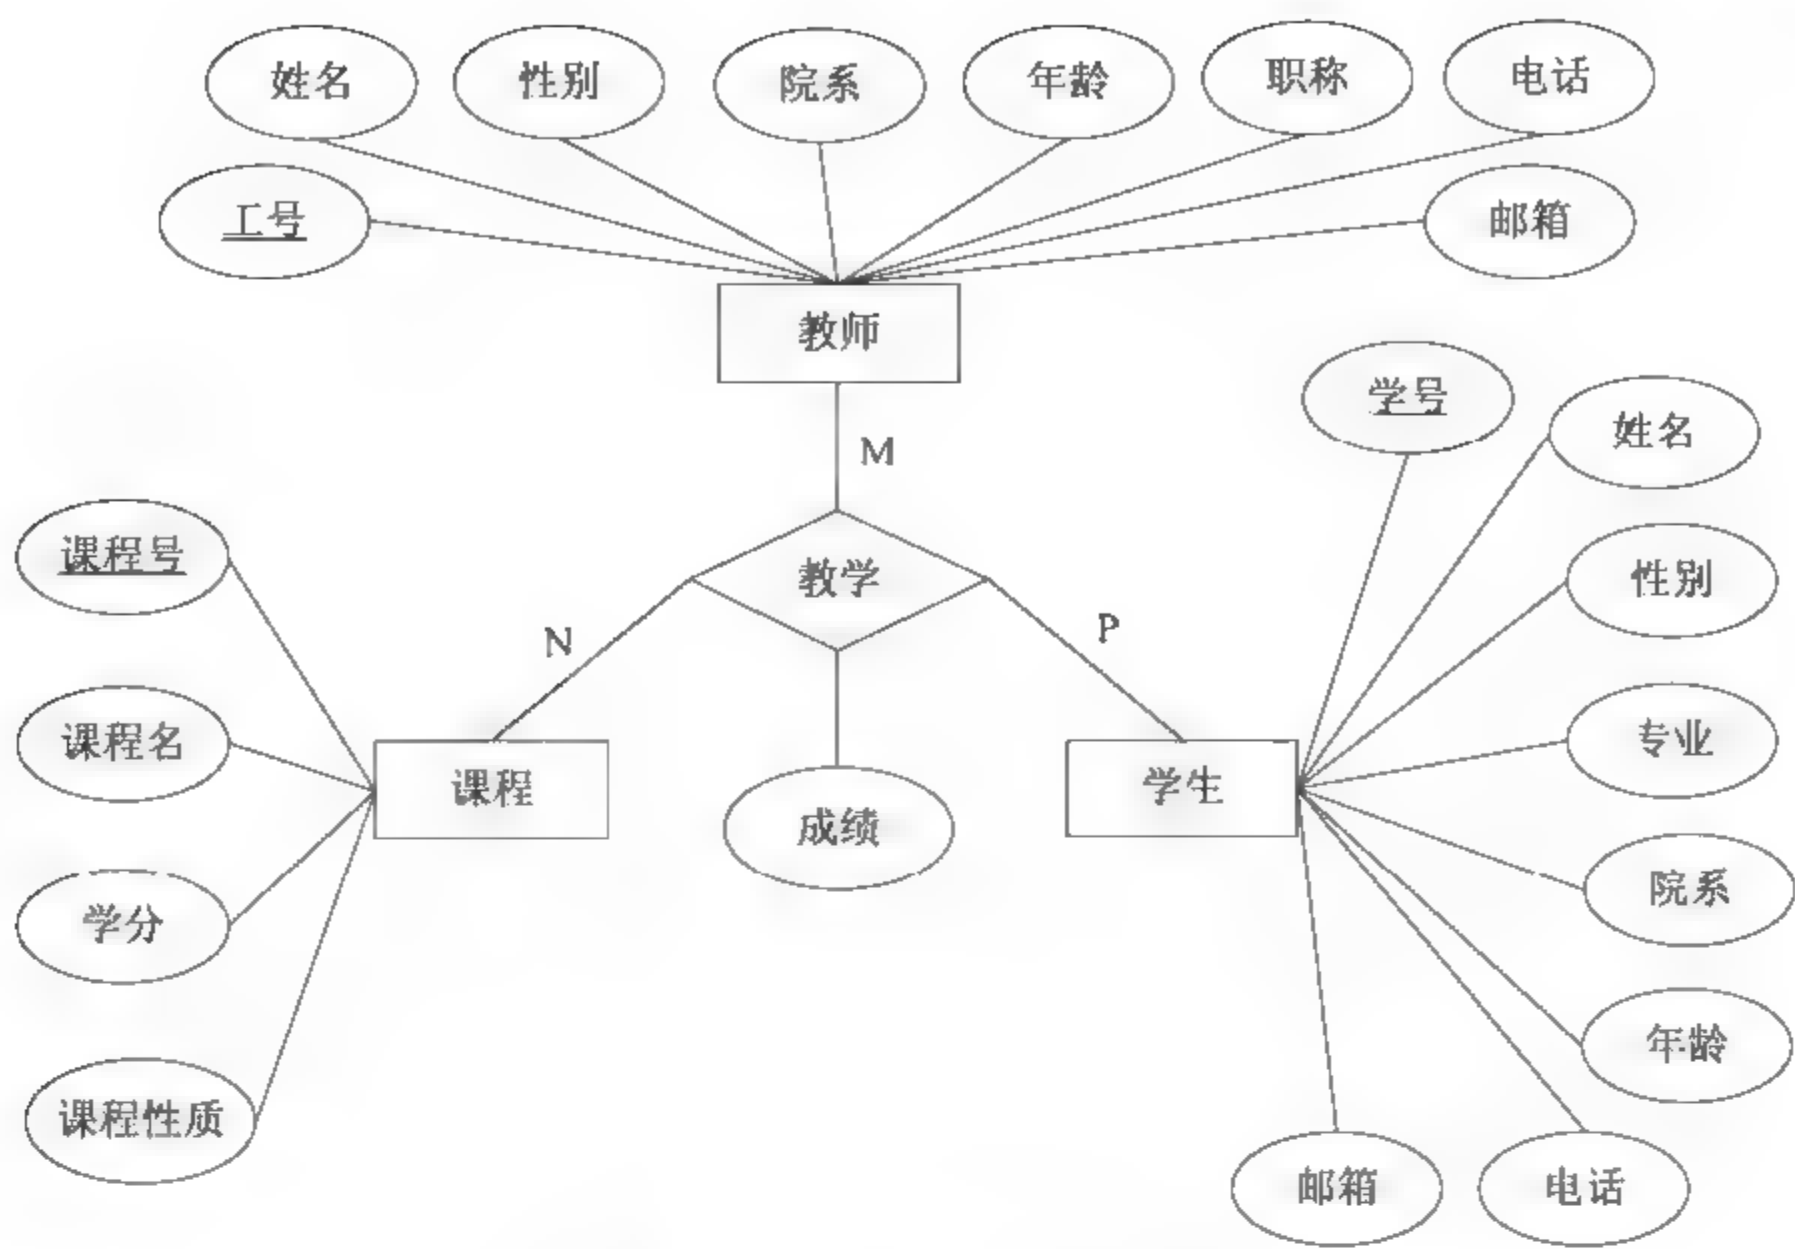 姓名
性别
院系
年龄
职称
电话
工号
邮箱
教师
学号
姓名
M
课程号
教学
性别
N
P
课程名
课程
成绩
学生
专业
学分
院系
年龄
课程性质
邮箱
电话